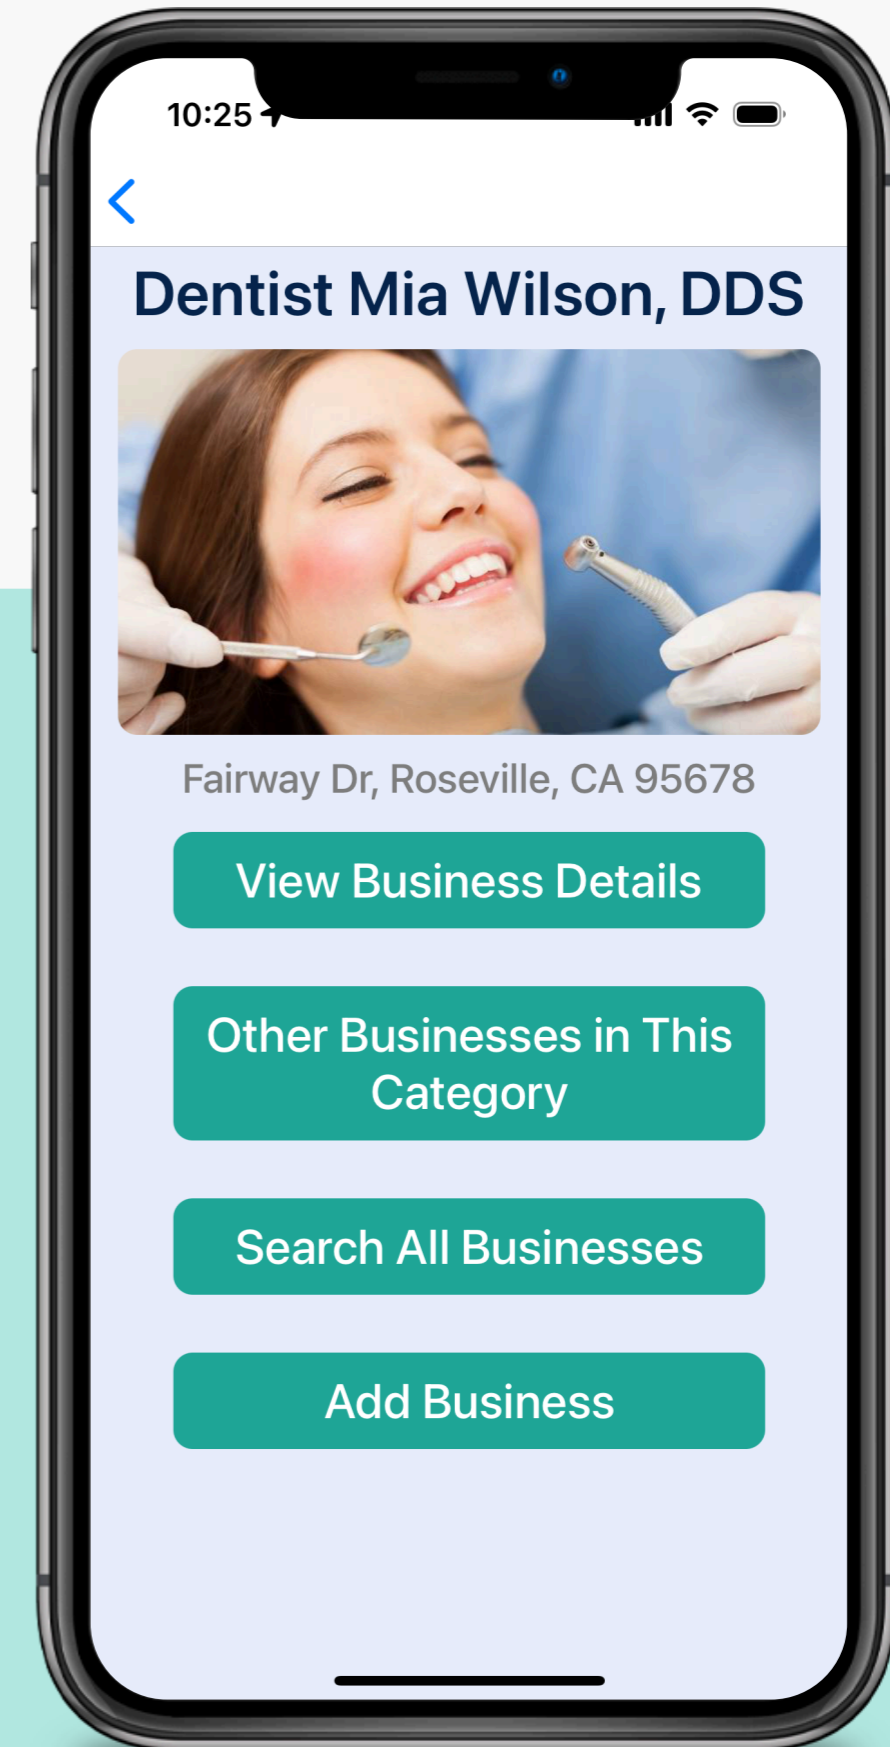 10:25
Dentist Mia Wilson, DDS
Fairway Dr, Roseville, CA 95678
View Business Details
Other Businesses in This
Category
Search All Businesses
Add Business